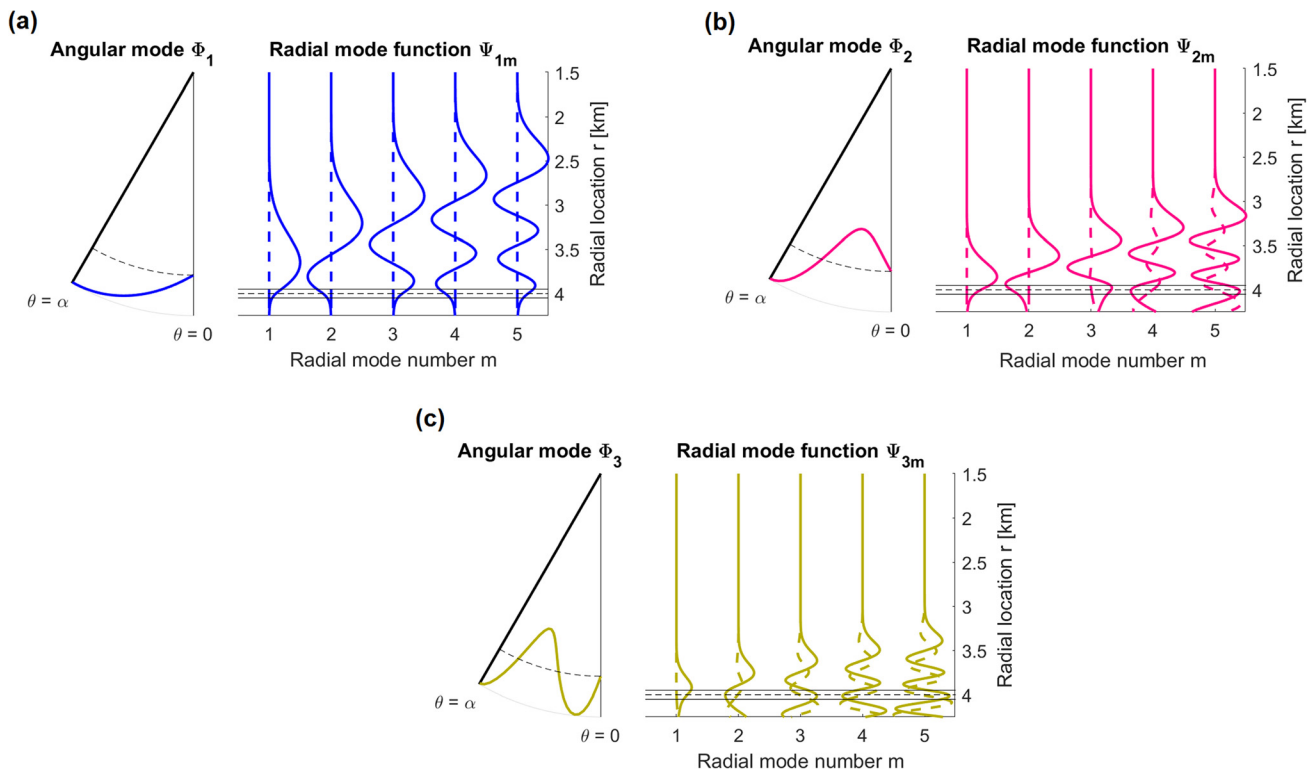 (a)
Angular mode Φ1
Radial mode function Ψ1m
θ = α
θ = 0
1 2 3 4 5
Radial mode number m
1.5
2
2.5
3
3.5
4
Radial location r [km]
(b)
Angular mode Φ2
Radial mode function Ψ2m
θ = α
θ = 0
1 2 3 4 5
Radial mode number m
1.5
2
2.5
3
3.5
4
Radial location r [km]
(c)
Angular mode Φ3
Radial mode function Ψ3m
θ = α
θ = 0
1 2 3 4 5
Radial mode number m
1.5
2
2.5
3
3.5
4
Radial location r [km]